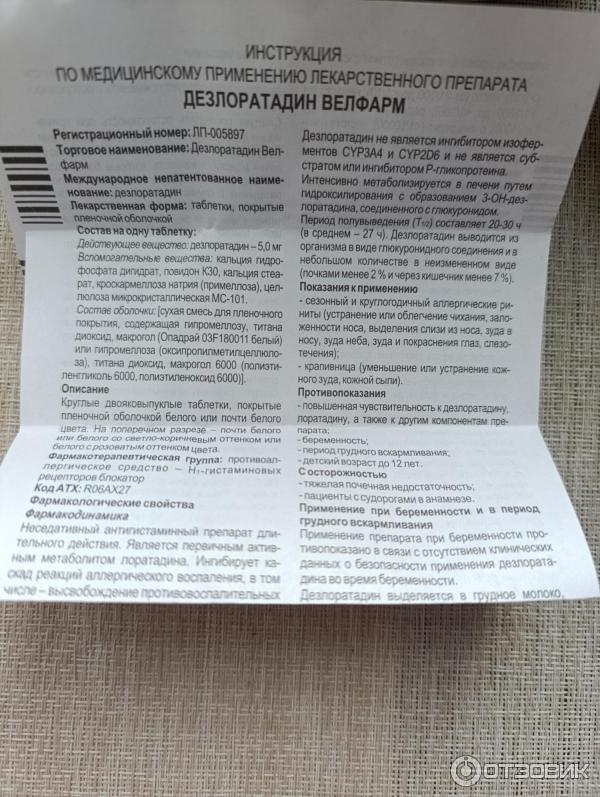 ИНСТРУКЦИЯ
ПО МЕДИЦИНСКОМУ ПРИМЕНЕНИЮ ЛЕКАРСТВЕННОГО ПРЕПАРАТА
ДЕЗЛОРАТАДИН ВЕЛФАРМ
Регистрационный номер: ЛП-005897
Торговое наименование: Дезлоратадин Вел-
фарм
Международное непатентованное наиме-
нование: дезлоратадин
Лекарственная форма: таблетки, покрытые
пленочной оболочкой
Состав на одну таблетку:
Действующее вещество: дезлоратадин – 5,0 мг
Вспомогательные вещества: кальция гидро-
фосфата дигидрат, повидон К30, кальция стеа-
рат, кроскармеллоза натрия (примеллоза), цел-
люлоза микрокристаллическая МС-101.
Состав оболочки: [сухая смесь для пленочного
покрытия, содержащая гипромеллозу, титана
диоксид, макрогол (Опадрай 03F180011 белый)
или гипромеллоза (оксипропилметилцеллюло-
за), титана диоксид, макрогол 6000 (полиэти-
ленгликоль 6000, полиэтиленоксид 6000)].
Описание
Круглые двояковыпуклые таблетки, покрытые
пленочной оболочкой белого или почти белого
цвета. На поперечном разрезе – почти белого
или белого со светло-коричневым оттенком или
белого с розоватым оттенком цвета.
Фармакотерапевтическая группа: противоал-
лергическое средство – H1-гистаминовых
рецепторов блокатор
Код АТХ: R06AX27
Фармакологические свойства
Фармакодинамика
Неседативный антигистаминный препарат дли-
тельного действия. Является первичным актив-
ным метаболитом лоратадина. Ингибирует кас-
кад реакций аллергического воспаления, в том
числе – высвобождение противовоспалительных
Дезлоратадин не является ингибитором изофер-
ментов CYP3A4 и CYP2D6 и не является суб-
стратом или ингибитором P-гликопротеина.
Интенсивно метаболизируется в печени путем
гидроксилирования с образованием 3-ОН-дез-
лоратадина, соединенного с глюкуронидом.
Период полувыведения (T1/2) составляет 20-30 ч
(в среднем – 27 ч). Дезлоратадин выводится из
организма в виде глюкуронидного соединения и в
небольшом количестве в неизмененном виде
(почками менее 2 % и через кишечник менее 7 %).
Показания к применению
- сезонный и круглогодичный аллергические ри-
ниты (устранение или облегчение чихания, зало-
женности носа, выделения слизи из носа, зуда в
носу, зуда неба, зуда и покраснения глаз, слезо-
течения);
- крапивница (уменьшение или устранение кож-
ного зуда, кожной сыпи).
Противопоказания
- повышенная чувствительность к дезлоратадину,
лоратадину, а также к другим компонентам пре-
парата;
- беременность;
- период грудного вскармливания;
- детский возраст до 12 лет.
С осторожностью
- тяжелая почечная недостаточность;
- пациенты с судорогами в анамнезе.
Применение при беременности и в период
грудного вскармливания
Применение препарата при беременности про-
тивопоказано в связи с отсутствием клинических
данных о безопасности применения дезлората-
дина во время беременности.
Дезлоратадин выделяется в грудное молоко,
ОТЗОВИК